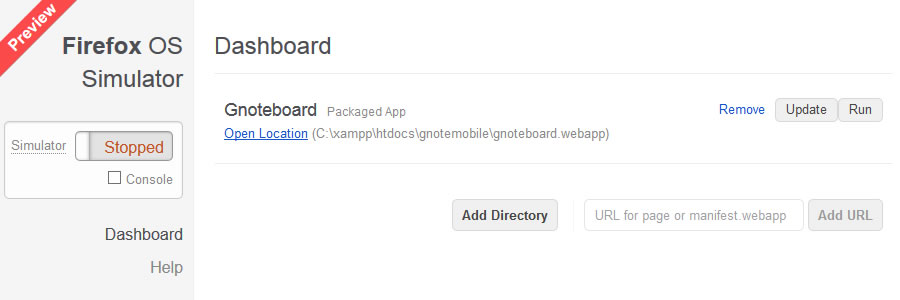 Preview
Firefox OS
Simulator
Simulator Stopped
Console
Dashboard
Help
Dashboard
Gnoteboard Packaged App Remove Update Run
Open Location (C:\xampp\htdocs\gnotemobile\gnoteboard.webapp)
Add Directory URL for page or manifest.webapp Add URL